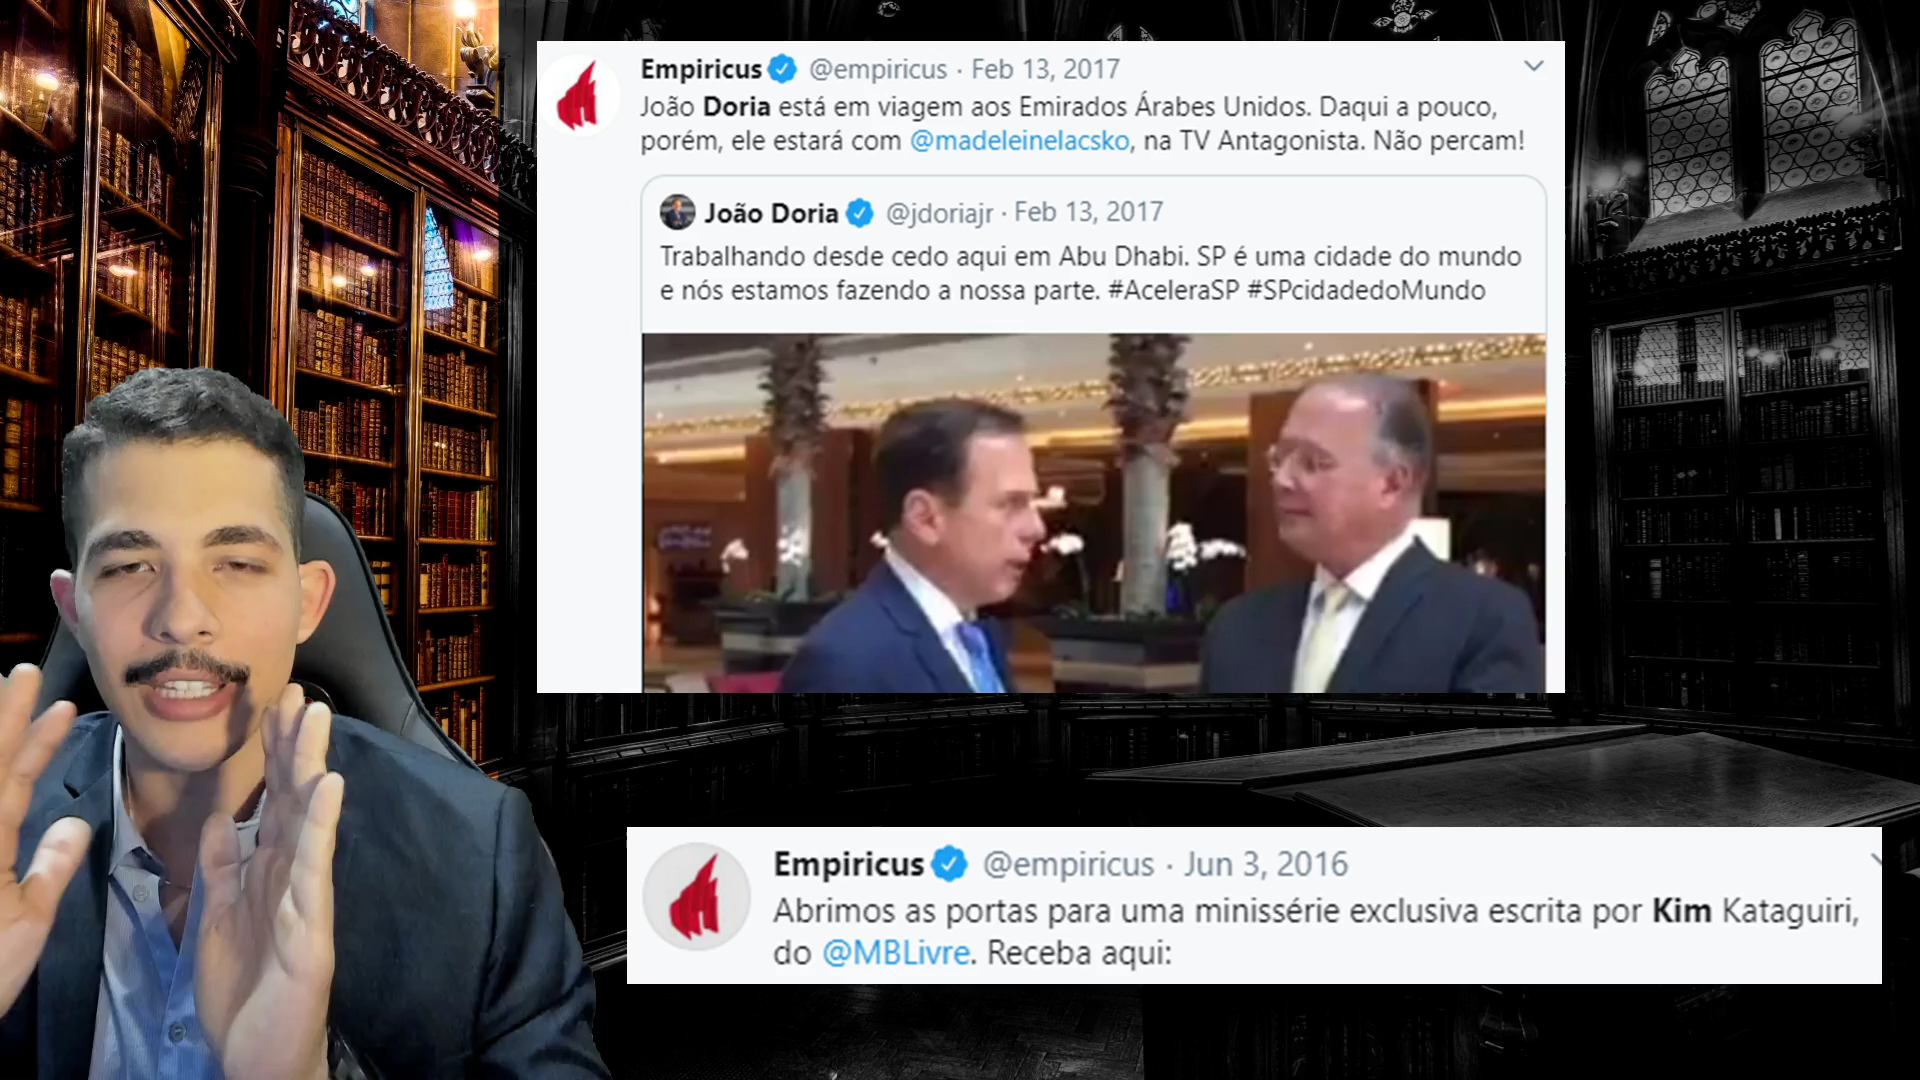 Empiricus @empiricus · Feb 13, 2017
João Doria está em viagem aos Emirados Árabes Unidos. Daqui a pouco,
porém, ele estará com @madeleinelacsko, na TV Antagonista. Não percam!
João Doria @jdoriajr · Feb 13, 2017
Trabalhando desde cedo aqui em Abu Dhabi. SP é uma cidade do mundo
e nós estamos fazendo a nossa parte. #AceleraSP #SPcidadedoMundo
Empiricus @empiricus · Jun 3, 2016
Abrimos as portas para uma minissérie exclusiva escrita por Kim Kataguiri,
do @MBLivre. Receba aqui: